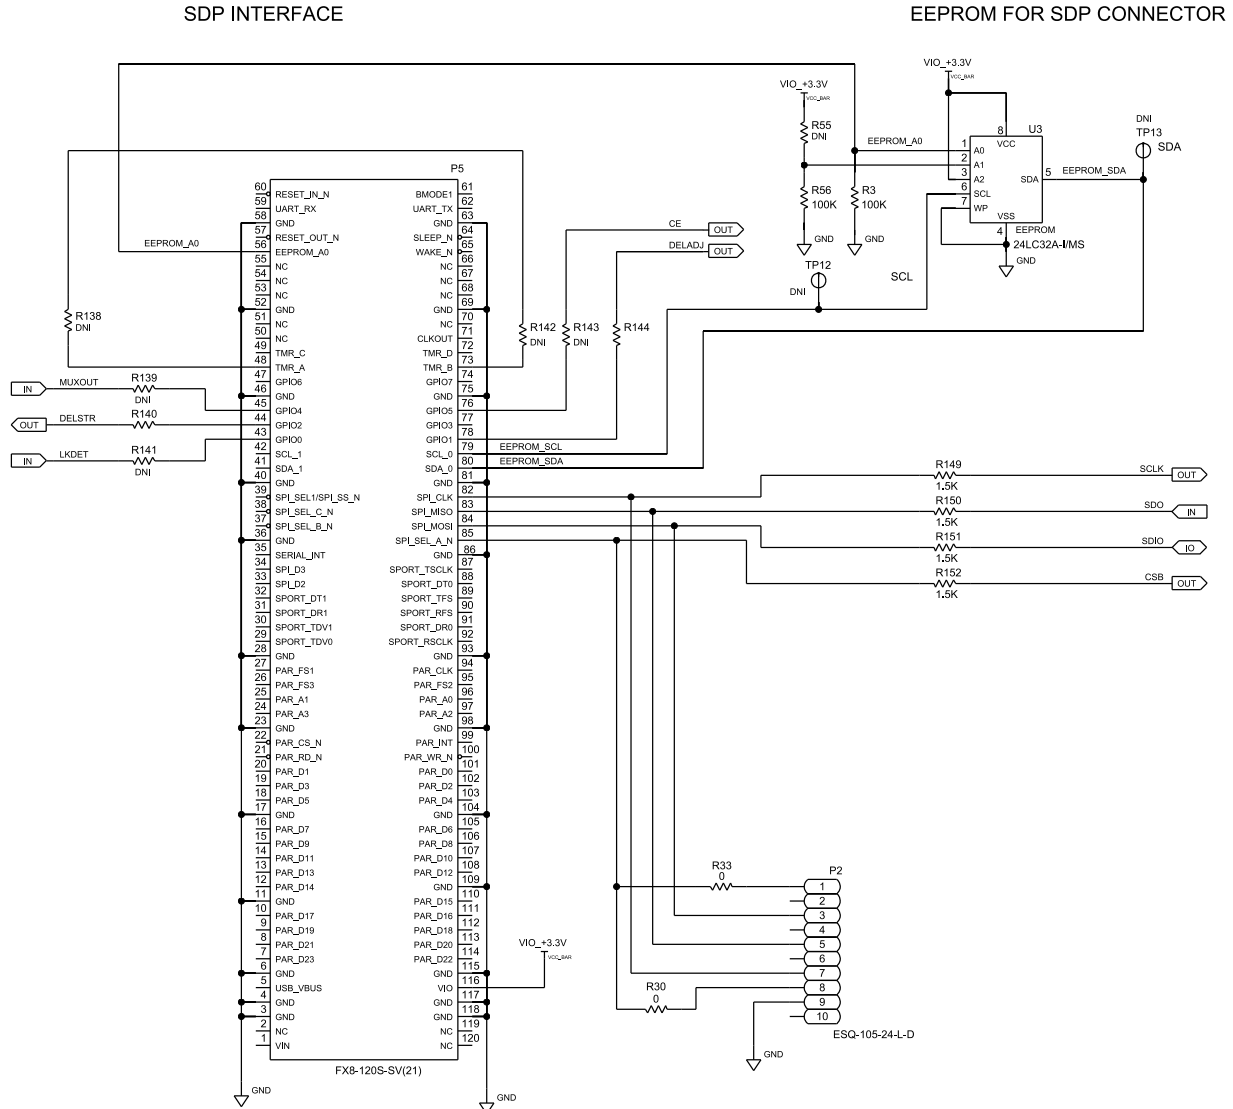 SDP INTERFACE
EEPROM FOR SDP CONNECTOR
VIO_+3.3V
VCC_BAR
VIO_+3.3V
VCC_BAR
R55
DNI
R56
100K
GND
R3
100K
GND
EEPROM_A0
U3
8
VCC
1 A0
2 A1
3 A2
6 SCL
7 WP
SDA 5
VSS
4
EEPROM
24LC32A-I/MS
GND
EEPROM_SDA
DNI
TP13
SDA
TP12
DNI
SCL
P5
60 RESET_IN_N
59 UART_RX
58 GND
57 RESET_OUT_N
56 EEPROM_A0
55 NC
54 NC
53 NC
52 GND
51 NC
50 NC
49 TMR_C
48 TMR_A
47 GPIO6
46 GND
45 GPIO4
44 GPIO2
43 GPIO0
42 SCL_1
41 SDA_1
40 GND
39 SPI_SEL1/SPI_SS_N
38 SPI_SEL_C_N
37 SPI_SEL_B_N
36 GND
35 SERIAL_INT
34 SPI_D3
33 SPI_D2
32 SPORT_DT1
31 SPORT_DR1
30 SPORT_TDV1
29 SPORT_TDV0
28 GND
27 PAR_FS1
26 PAR_FS3
25 PAR_A1
24 PAR_A3
23 GND
22 PAR_CS_N
21 PAR_RD_N
20 PAR_D1
19 PAR_D3
18 PAR_D5
17 GND
16 PAR_D7
15 PAR_D9
14 PAR_D11
13 PAR_D13
12 PAR_D14
11 GND
10 PAR_D17
9 PAR_D19
8 PAR_D21
7 PAR_D23
6 GND
5 USB_VBUS
4 GND
3 GND
2 NC
1 VIN
BMODE1 61
UART_TX 62
GND 63
SLEEP_N 64
WAKE_N 65
NC 66
NC 67
NC 68
GND 69
NC 70
CLKOUT 71
TMR_D 72
TMR_B 73
GPIO7 74
GND 75
GPIO5 76
GPIO3 77
GPIO1 78
SCL_0 79
SDA_0 80
GND 81
SPI_CLK 82
SPI_MISO 83
SPI_MOSI 84
SPI_SEL_A_N 85
GND 86
SPORT_TSCLK 87
SPORT_DT0 88
SPORT_TFS 89
SPORT_RFS 90
SPORT_DR0 91
SPORT_RSCLK 92
GND 93
PAR_CLK 94
PAR_FS2 95
PAR_A0 96
PAR_A2 97
GND 98
PAR_INT 99
PAR_WR_N 100
PAR_D0 101
PAR_D2 102
PAR_D4 103
GND 104
PAR_D6 105
PAR_D8 106
PAR_D10 107
PAR_D12 108
GND 109
PAR_D15 110
PAR_D16 111
PAR_D18 112
PAR_D20 113
PAR_D22 114
GND 115
VIO 116
GND 117
GND 118
NC 119
NC 120
FX8-120S-SV(21)
GND
GND
EEPROM_A0
R138
DNI
IN MUXOUT R139
DNI
OUT DELSTR R140
IN LKDET R141
DNI
R142
DNI
R143
DNI
R144
CE OUT
DELADJ OUT
EEPROM_SCL
EEPROM_SDA
R149
1.5K
SCLK OUT
R150
1.5K
SDO IN
R151
1.5K
SDIO IO
R152
1.5K
CSB OUT
VIO_+3.3V
VCC_BAR
R33
0
R30
0
P2
1
2
3
4
5
6
7
8
9
10
ESQ-105-24-L-D
GND